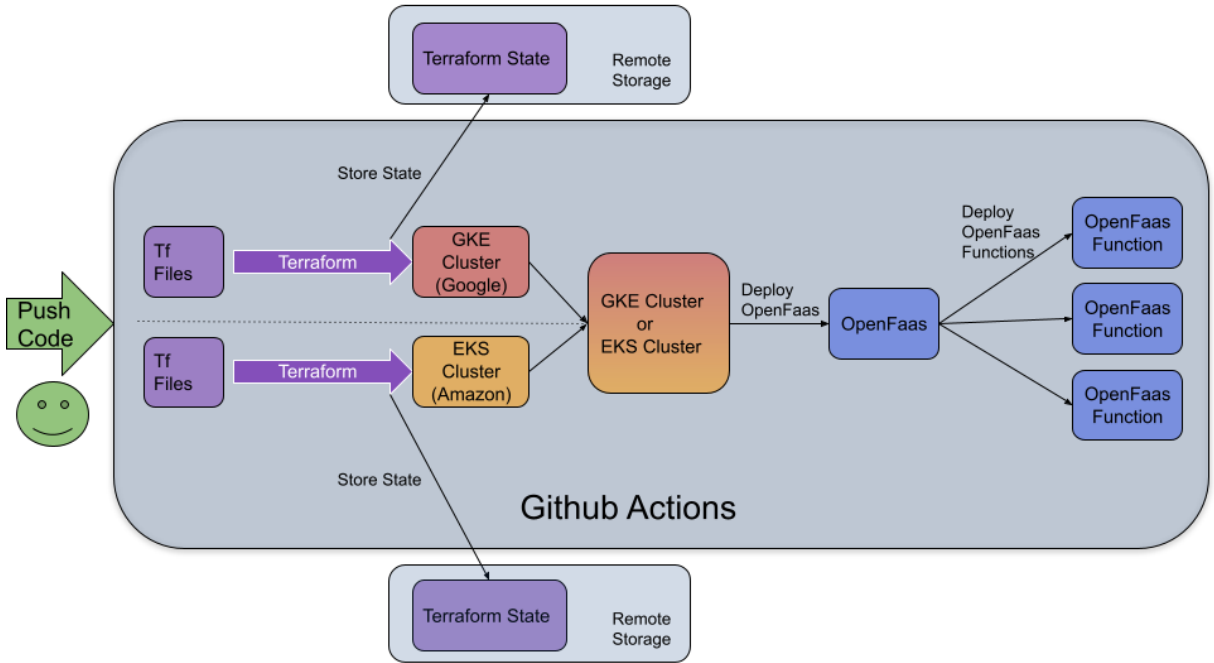 Terraform State
Remote
Storage
Store State
Deploy
OpenFaas
Functions
OpenFaas
Function
Tf
Files
Terraform
GKE
Cluster
(Google)
Push
Code
GKE Cluster
or
EKS Cluster
Deploy
OpenFaas
OpenFaas
OpenFaas
Function
Tf
Files
Terraform
EKS
Cluster
(Amazon)
OpenFaas
Function
Store State
Github Actions
Terraform State
Remote
Storage